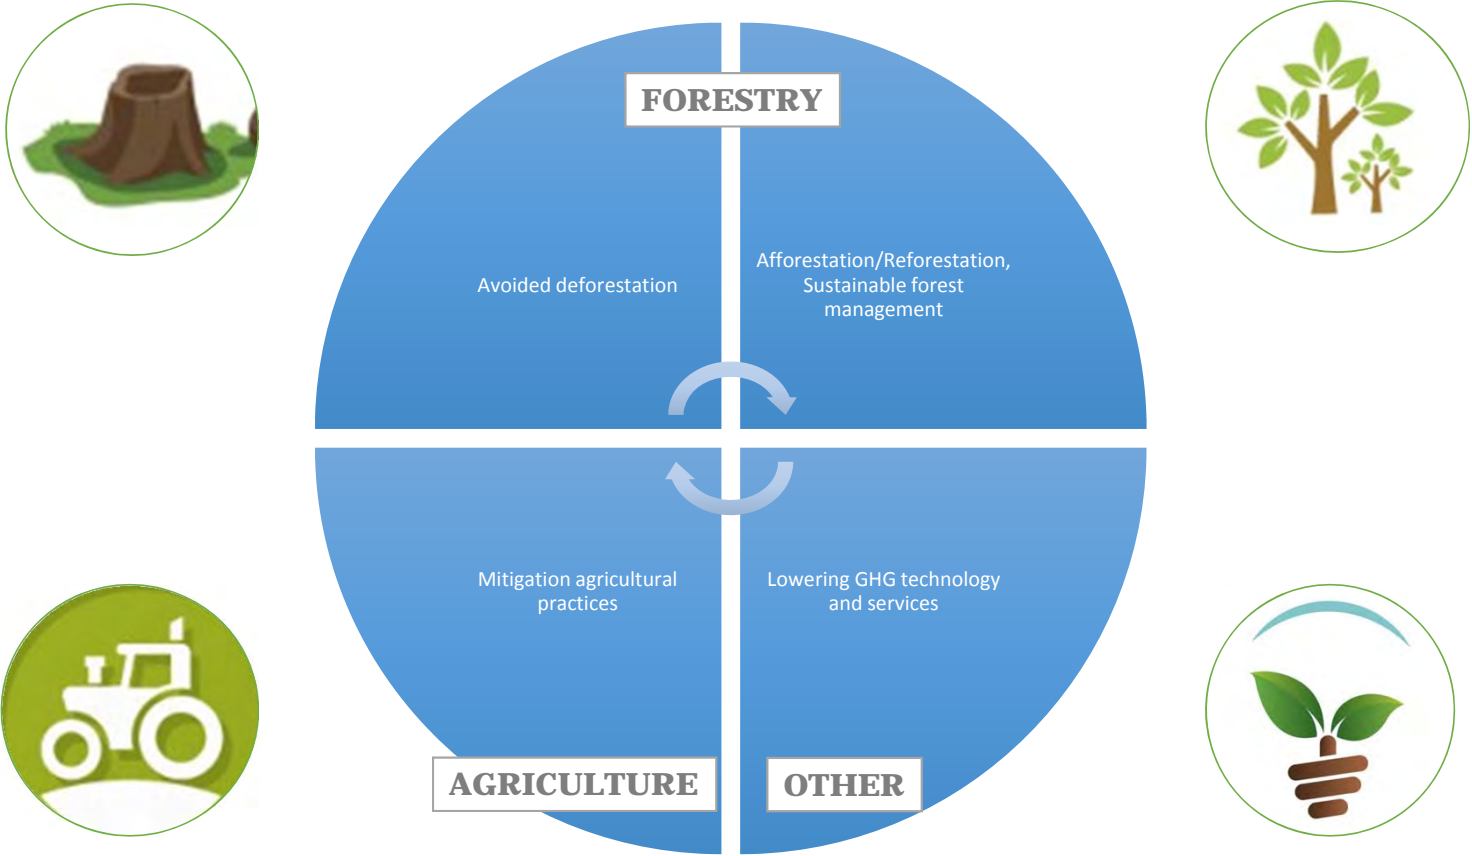 FORESTRY
Avoided deforestation
Afforestation/Reforestation,
Sustainable forest
management
Mitigation agricultural
practices
Lowering GHG technology
and services
AGRICULTURE
OTHER